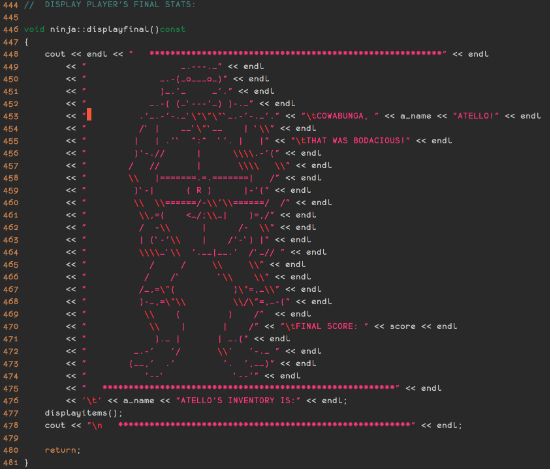 444 // DISPLAY PLAYER'S FINAL STATS:
445
446 void ninja::displayfinal()const
447 {
448 cout << endl << " ****************************************************" << endl
449 << " _.---._" << endl
450 << " _.-(_o___o_)" << endl
451 << " )_.'_ _'." << endl
452 << " _.-( (_`---'_) )-._" << endl
453 << " .'_.-'-._`\"\"\"`_.-'-._'." << "\tCOWABUNGA, " << a_name << "ATELLO!" << endl
454 << " /` | __`\"`__ | `\\" << endl
455 << " | | .'` ^:^ `'. | |" << "\tTHAT WAS BODACIOUS!" << endl
456 << " )'-.// | \\\\.-'(" << endl
457 << " / // | \\\\ \\" << endl
458 << " \\ |=======.=.=======| /" << endl
459 << " )'-| ( R ) |-'(" << endl
460 << " \\ \\======/-\\'\\======/ /" << endl
461 << " \\,=( <_/:\\_| )=,/" << endl
462 << " / -\\ | /- \\" << endl
463 << " | (`-'\\ | /'-`) |" << endl
464 << " \\\\_`\\ '.__|__.' /`_// " << endl
465 << " / / \\ \\" << endl
466 << " / /` `\\ \\" << endl
467 << " /_,=\"( )\"=,_\\" << endl
468 << " )-_,=\"\\ \\/\"=,_-(" << endl
469 << " \\ ( ) /" << endl
470 << " \\ | | /" << "\tFINAL SCORE: " << score << endl
471 << " )._ | | _.(" << endl
472 << " _.-' '/ \\' '-._ " << endl
473 << " (__,' .' '. ',__)" << endl
474 << " '--` `--'" << endl
475 << " ****************************************************" << endl
476 << '\t' << a_name << "ATELLO'S INVENTORY IS:" << endl;
477 displayitems();
478 cout << "\n ****************************************************" << endl;
479
480 return;
481 }